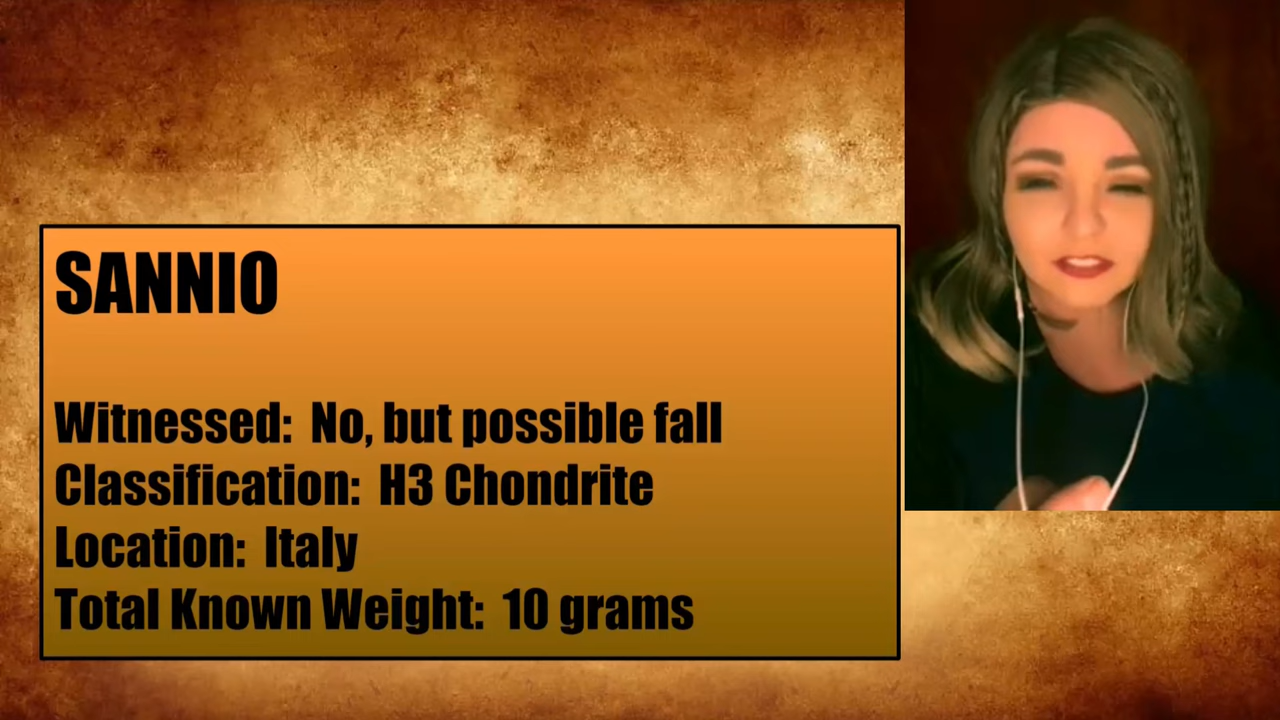 SANNIO
Witnessed: No, but possible fall
Classification: H3 Chondrite
Location: Italy
Total Known Weight: 10 grams